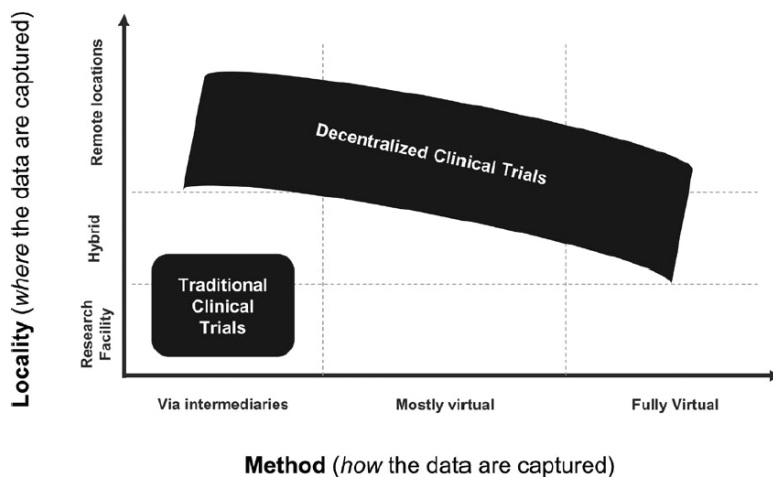 Locality (where the data are captured)
Remote locations
Hybrid
Research
Facility
Decentralized Clinical Trials
Traditional
Clinical
Trials
Via intermediaries
Mostly virtual
Fully Virtual
Method (how the data are captured)